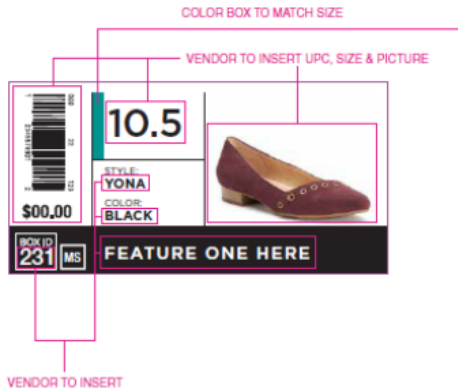 COLOR BOX TO MATCH SIZE
VENDOR TO INSERT UPC, SIZE & PICTURE
10.5
STYLE:
YONA
COLOR:
BLACK
$00.00
BOX ID
231
MS
FEATURE ONE HERE
VENDOR TO INSERT